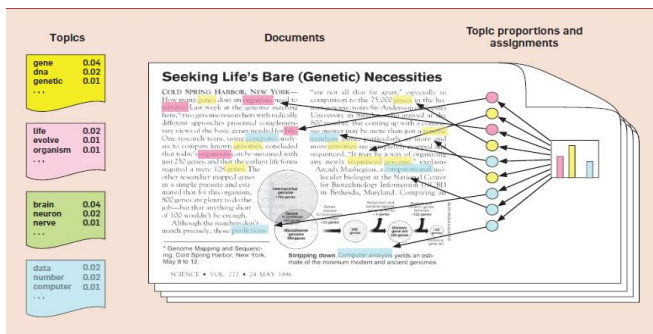 Topics
Documents
Topic proportions and
assignments
gene 0.04
dna 0.02
genetic 0.01
...
life 0.02
evolve 0.01
organism 0.01
...
brain 0.04
neuron 0.02
nerve 0.01
...
data 0.02
number 0.02
computer 0.01
...
Seeking Life's Bare (Genetic) Necessities
COLD SPRING HARBOR, NEW YORK—
How many genes does an organism need to
survive? Last week at the genome meeting
here,* two genome researchers with radically
different approaches presented complemen-
tary views of the basic genes needed for life.
One research team, using computer analy-
ses to compare known genomes, concluded
that today's organisms can be sustained with
just 250 genes, and that the earliest life forms
required a mere 128 genes. The
other researcher mapped genes
in a simple parasite and esti-
mated that for this organism,
800 genes are plenty to do the
job—but that anything short
of 100 wouldn't be enough.
Although the numbers don't
match precisely, those predictions
* Genome Mapping and Sequenc-
ing, Cold Spring Harbor, New York,
May 8 to 12.
"are not all that far apart," especially in
comparison to the 75,000 genes in the hu-
man genome, notes Siv Andersson
University in
800 number. But coming up with a
sus answer may be more than just a genetic
numbers particularly as more and
more genomes are completely mapped and
sequenced. "It may be a way of organizing
any newly sequenced genome," explains
Arcady Mushegian, a computational mo-
lecular biologist at the National Center
for Biotechnology Information (NCBI)
in Bethesda, Maryland. Comparing an
Stripping down. Computer analysis yields an esti-
mate of the minimum modern and ancient genomes.
SCIENCE • VOL. 272 • 24 MAY 1996